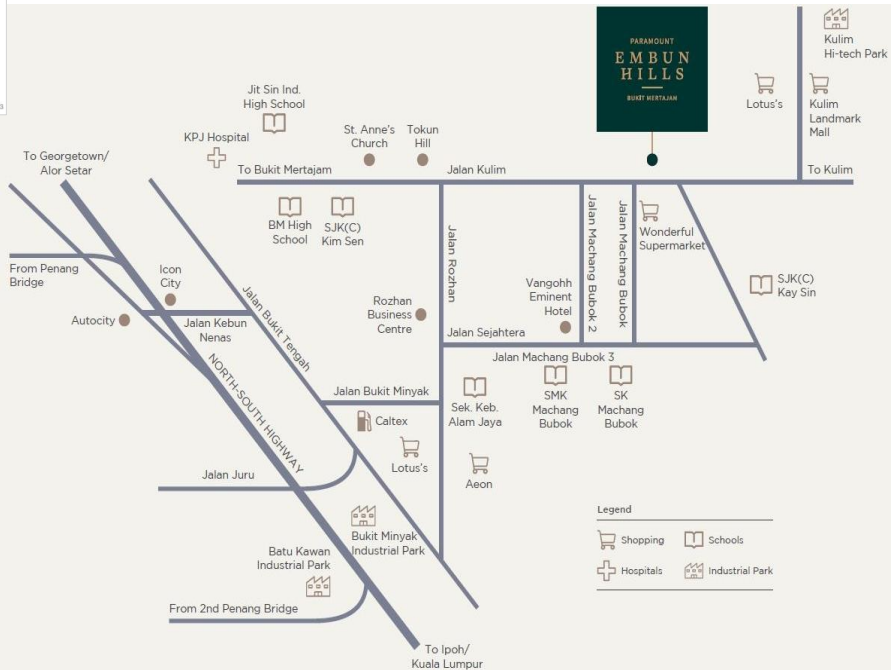 PARAMOUNT
EMBUN
HILLS
BUKIT MERTAJAM
Kulim
Hi-tech Park
Lotus's
Kulim
Landmark
Mall
Jit Sin Ind.
High School
KPJ Hospital
St. Anne's
Church
Tokun
Hill
To Georgetown/
Alor Setar
To Bukit Mertajam
Jalan Kulim
To Kulim
BM High
School
SJK(C)
Kim Sen
Jalan Rozhan
Jalan Machang Bubok 2
Jalan Machang Bubok
Wonderful
Supermarket
From Penang
Bridge
Icon
City
Autocity
Jalan Kebun
Nenas
Jalan Bukit Tengah
Rozhan
Business
Centre
Vangohh
Eminent
Hotel
SJK(C)
Kay Sin
Jalan Sejahtera
Jalan Machang Bubok 3
NORTH-SOUTH HIGHWAY
Jalan Bukit Minyak
Caltex
Lotus's
Sek. Keb.
Alam Jaya
SMK
Machang
Bubok
SK
Machang
Bubok
Aeon
Jalan Juru
Bukit Minyak
Industrial Park
Batu Kawan
Industrial Park
From 2nd Penang Bridge
To Ipoh/
Kuala Lumpur
Legend
Shopping
Schools
Hospitals
Industrial Park